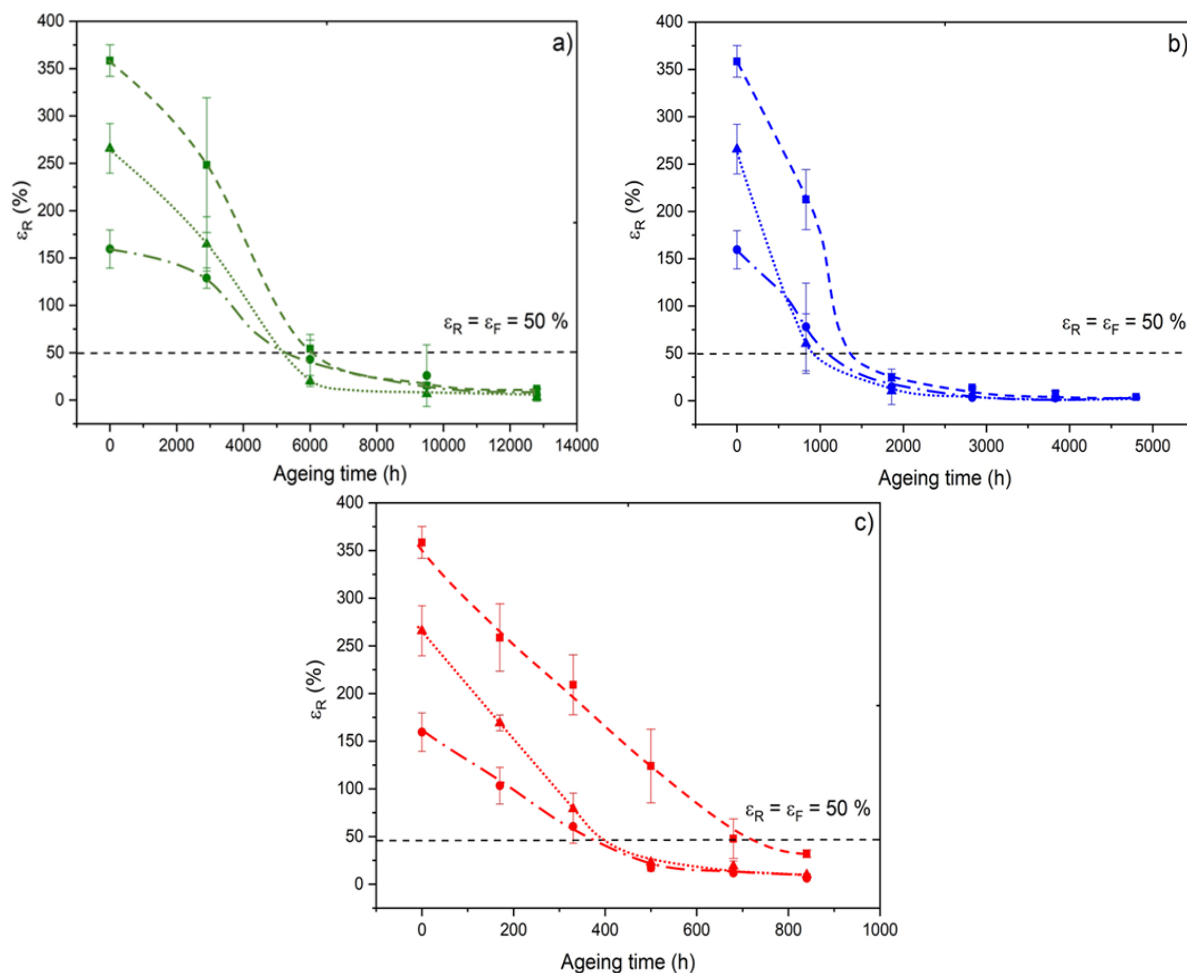 a)
400
350
300
250
200
150
100
50
0
εR (%)
εR = εF = 50 %
0 2000 4000 6000 8000 10000 12000 14000
Ageing time (h)
b)
400
350
300
250
200
150
100
50
0
εR (%)
εR = εF = 50 %
0 1000 2000 3000 4000 5000
Ageing time (h)
c)
400
350
300
250
200
150
100
50
0
εR (%)
εR = εF = 50 %
0 200 400 600 800 1000
Ageing time (h)